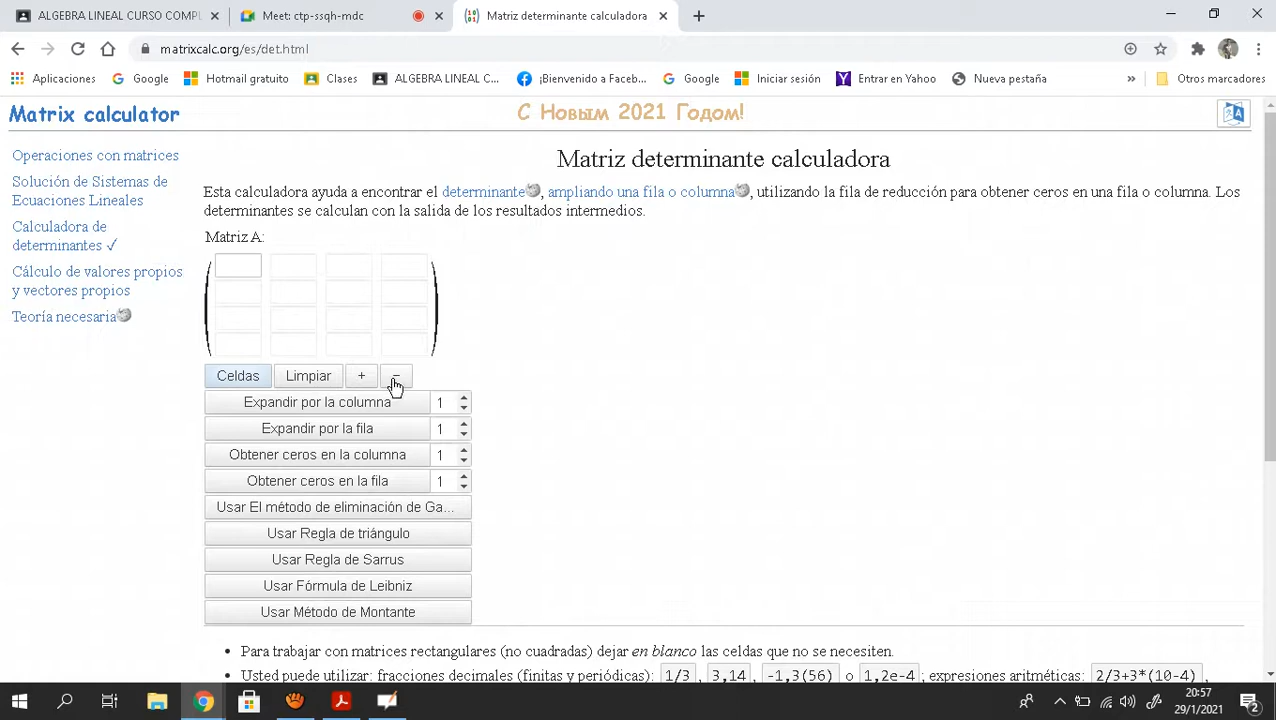 ALGEBRA LINEAL CURSO COMPL
Meet: ctp-ssqh-mdc
Matriz determinante calculadora
matrixcalc.org/es/det.html
Aplicaciones
Google
Hotmail gratuito
Clases
ALGEBRA LINEAL C...
¡Bienvenido a Faceb...
Google
Iniciar sesión
Entrar en Yahoo
Nueva pestaña
»
Otros marcadores
Matrix calculator
С Новым 2021 Годом!
Operaciones con matrices
Solución de Sistemas de
Ecuaciones Lineales
Calculadora de
determinantes ✓
Cálculo de valores propios
y vectores propios
Teoría necesaria
Matriz determinante calculadora
Esta calculadora ayuda a encontrar el determinante, ampliando una fila o columna, utilizando la fila de reducción para obtener ceros en una fila o columna. Los
determinantes se calculan con la salida de los resultados intermedios.
Matriz A:
Celdas Limpiar + −
Expandir por la columna 1
Expandir por la fila 1
Obtener ceros en la columna 1
Obtener ceros en la fila 1
Usar El método de eliminación de Ga...
Usar Regla de triángulo
Usar Regla de Sarrus
Usar Fórmula de Leibniz
Usar Método de Montante
• Para trabajar con matrices rectangulares (no cuadradas) dejar en blanco las celdas que no se necesiten.
• Usted puede utilizar: fracciones decimales (finitas y periódicas): 1/3, 3,14, -1,3(56) o 1,2e-4; expresiones aritméticas: 2/3+3*(10-4),
20:57
29/1/2021
2